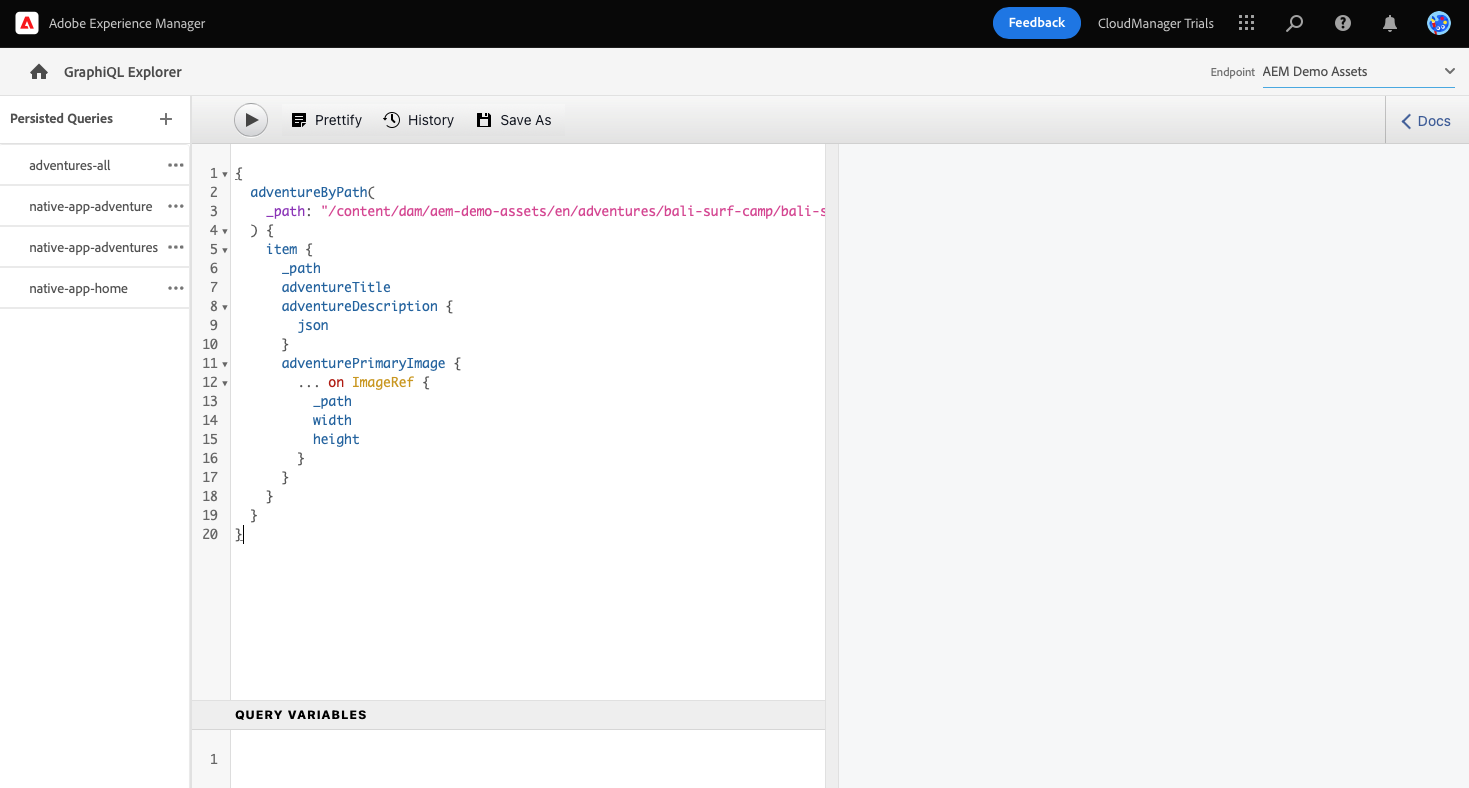 Adobe Experience Manager
Feedback
CloudManager Trials
GraphiQL Explorer
Endpoint AEM Demo Assets
Persisted Queries
adventures-all
native-app-adventure
native-app-adventures
native-app-home
Prettify
History
Save As
Docs
1 {
2 adventureByPath(
3 _path: "/content/dam/aem-demo-assets/en/adventures/bali-surf-camp/bali-s
4 ) {
5 item {
6 _path
7 adventureTitle
8 adventureDescription {
9 json
10 }
11 adventurePrimaryImage {
12 ... on ImageRef {
13 _path
14 width
15 height
16 }
17 }
18 }
19 }
20 }
QUERY VARIABLES
1